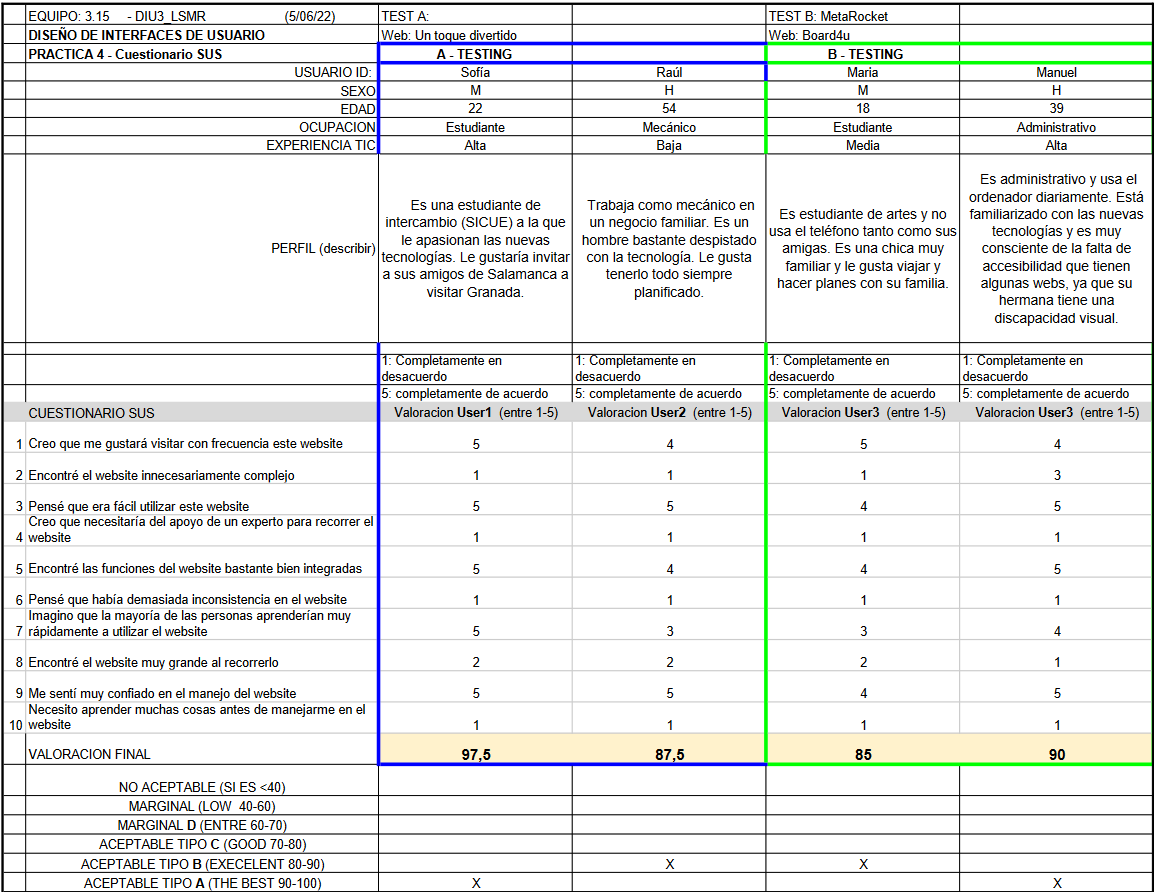 EQUIPO: 3.15 - DIU3_LSMR (5/06/22) TEST A: TEST B: MetaRocket
DISEÑO DE INTERFACES DE USUARIO Web: Un toque divertido Web: Board4u
PRACTICA 4 - Cuestionario SUS A - TESTING B - TESTING
USUARIO ID: Sofía Raúl Maria Manuel
SEXO M H M H
EDAD 22 54 18 39
OCUPACION Estudiante Mecánico Estudiante Administrativo
EXPERIENCIA TIC Alta Baja Media Alta
PERFIL (describir)
Es una estudiante de
intercambio (SICUE) a la que
le apasionan las nuevas
tecnologías. Le gustaría invitar
a sus amigos de Salamanca a
visitar Granada.
Trabaja como mecánico en
un negocio familiar. Es un
hombre bastante despistado
con la tecnología. Le gusta
tenerlo todo siempre
planificado.
Es estudiante de artes y no
usa el teléfono tanto como sus
amigas. Es una chica muy
familiar y le gusta viajar y
hacer planes con su familia.
Es administrativo y usa el
ordenador diariamente. Está
familiarizado con las nuevas
tecnologías y es muy
consciente de la falta de
accesibilidad que tienen
algunas webs, ya que su
hermana tiene una
discapacidad visual.
1: Completamente en 1: Completamente en 1: Completamente en 1: Completamente en
desacuerdo desacuerdo desacuerdo desacuerdo
5: completamente de acuerdo 5: completamente de acuerdo 5: completamente de acuerdo 5: completamente de acuerdo
CUESTIONARIO SUS Valoracion User1 (entre 1-5) Valoracion User2 (entre 1-5) Valoracion User3 (entre 1-5) Valoracion User3 (entre 1-5)
1 Creo que me gustará visitar con frecuencia este website 5 4 5 4
2 Encontré el website innecesariamente complejo 1 1 1 3
3 Pensé que era fácil utilizar este website 5 5 4 5
Creo que necesitaría del apoyo de un experto para recorrer el
4 website 1 1 1 1
5 Encontré las funciones del website bastante bien integradas 5 4 4 5
6 Pensé que había demasiada inconsistencia en el website 1 1 1 1
Imagino que la mayoría de las personas aprenderían muy
7 rápidamente a utilizar el website 5 3 3 4
8 Encontré el website muy grande al recorrerlo 2 2 2 1
9 Me sentí muy confiado en el manejo del website 5 5 4 5
Necesito aprender muchas cosas antes de manejarme en el
10 website 1 1 1 1
VALORACION FINAL 97,5 87,5 85 90
NO ACEPTABLE (SI ES <40)
MARGINAL (LOW 40-60)
MARGINAL D (ENTRE 60-70)
ACEPTABLE TIPO C (GOOD 70-80)
ACEPTABLE TIPO B (EXECELENT 80-90) X X
ACEPTABLE TIPO A (THE BEST 90-100) X X